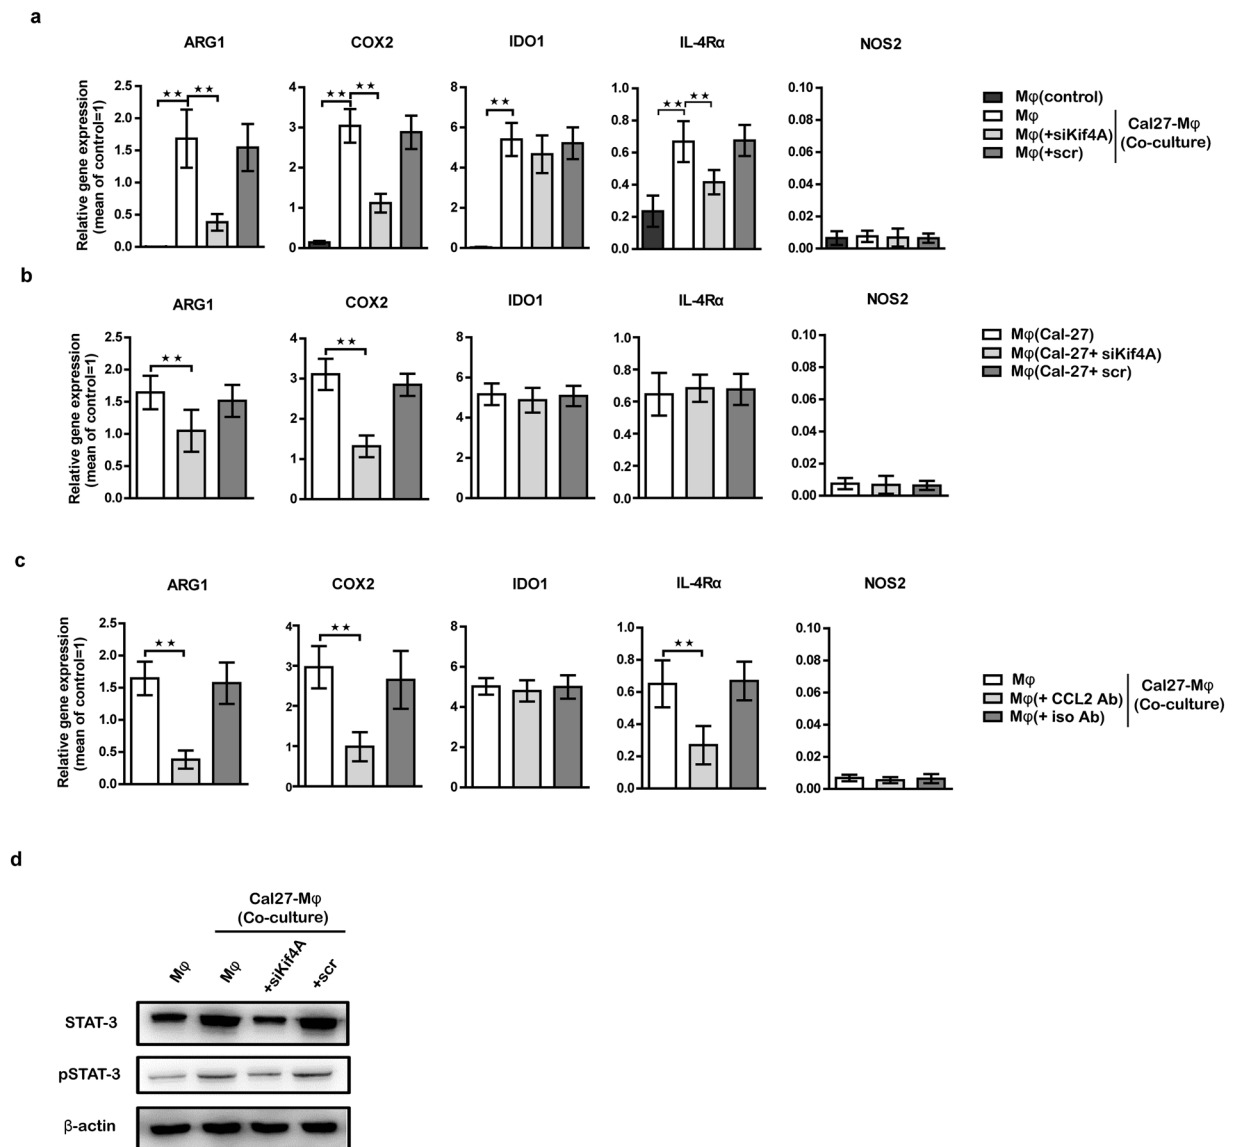 a
ARG1 COX2 IDO1 IL-4Rα NOS2
Relative gene expression
(mean of control=1)
2.5 4 8 1.0 0.10
2.0 3 6 0.8 0.08
1.5 2 4 0.6 0.06
1.0 1 2 0.4 0.04
0.5 0 0 0.2 0.02
0.0 0.0 0.00
★★ ★★ ★★ ★★ ★★ ★★ ★★
Mφ(control)
Mφ
Mφ(+siKif4A)
Mφ(+scr)
Cal27-Mφ
(Co-culture)
b
ARG1 COX2 IDO1 IL-4Rα NOS2
Relative gene expression
(mean of control=1)
2.5 4 8 1.0 0.10
2.0 3 6 0.8 0.08
1.5 2 4 0.6 0.06
1.0 1 2 0.4 0.04
0.5 0 0 0.2 0.02
0.0 0.0 0.00
★★ ★★
Mφ(Cal-27)
Mφ(Cal-27+ siKif4A)
Mφ(Cal-27+ scr)
c
ARG1 COX2 IDO1 IL-4Rα NOS2
Relative gene expression
(mean of control=1)
2.5 4 8 1.0 0.10
2.0 3 6 0.8 0.08
1.5 2 4 0.6 0.06
1.0 1 2 0.4 0.04
0.5 0 0 0.2 0.02
0.0 0.0 0.00
★★ ★★ ★★
Mφ
Mφ(+ CCL2 Ab)
Mφ(+ iso Ab)
Cal27-Mφ
(Co-culture)
d
Cal27-Mφ
(Co-culture)
Mφ Mφ +siKif4A +scr
STAT-3
pSTAT-3
β-actin